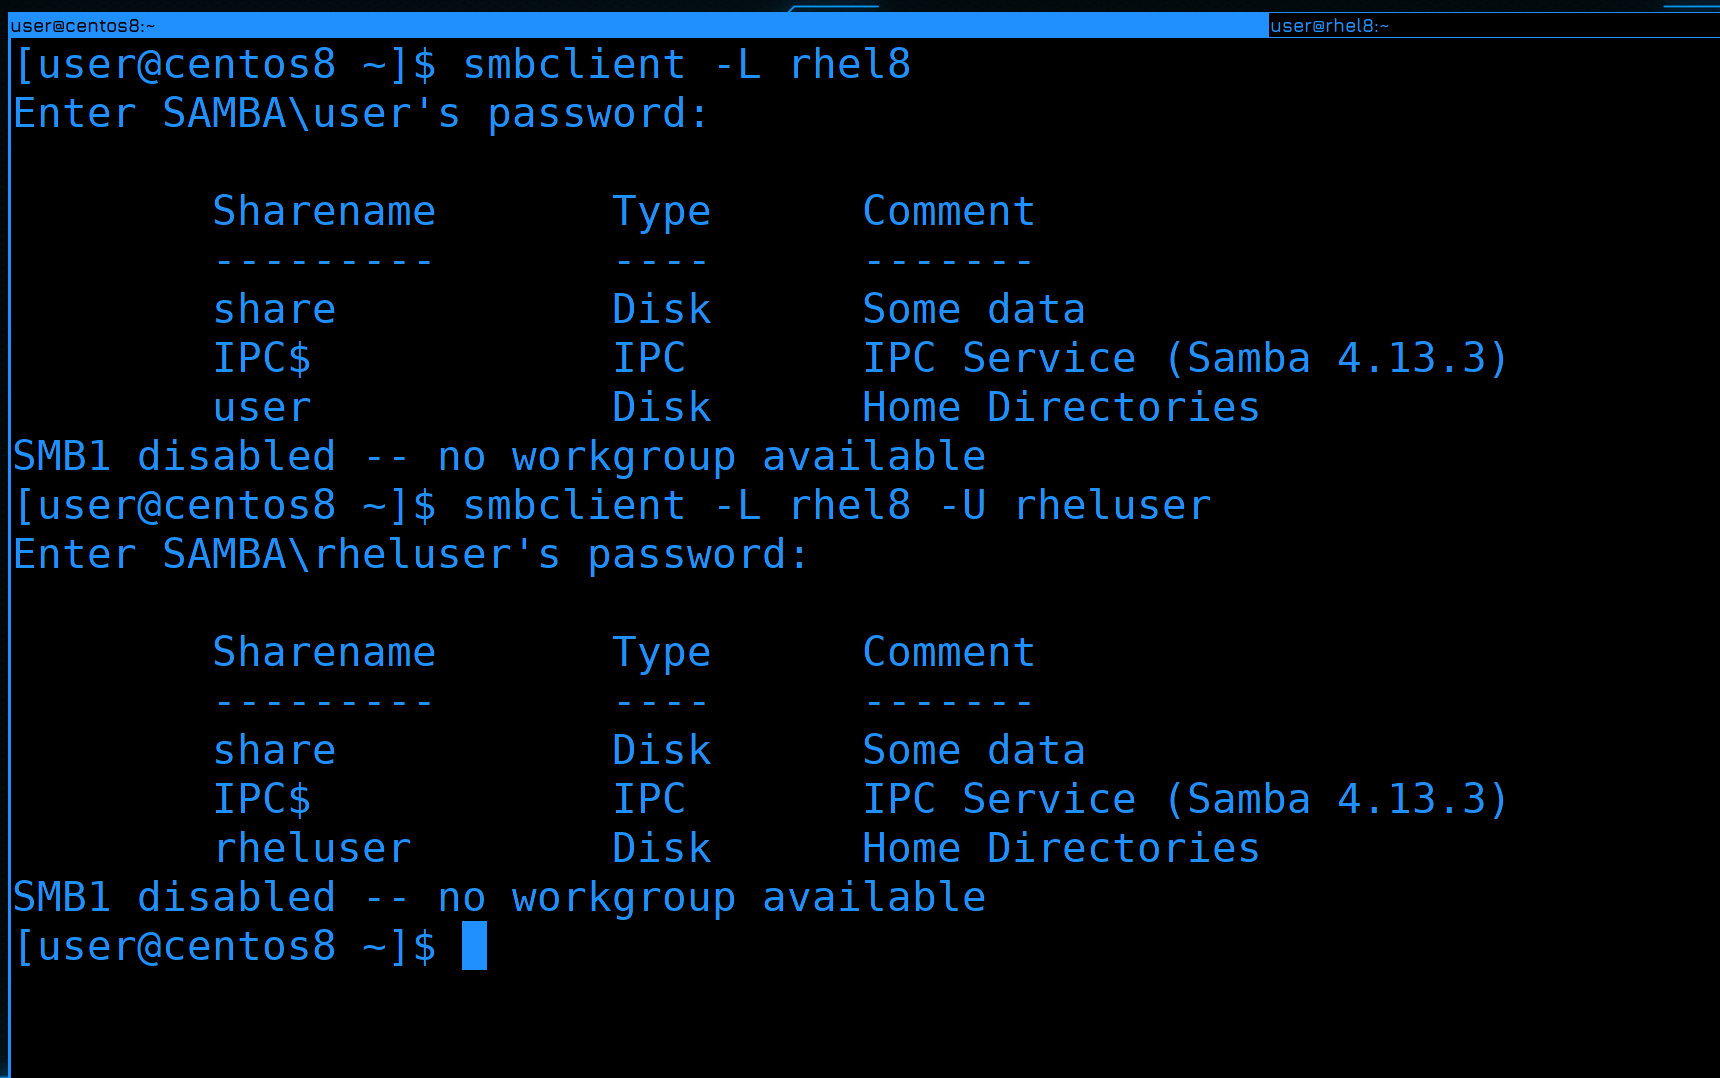 user@centos8:~ user@rhel8:~
[user@centos8 ~]$ smbclient -L rhel8
Enter SAMBA\user's password:
Sharename Type Comment
--------- ---- -------
share Disk Some data
IPC$ IPC IPC Service (Samba 4.13.3)
user Disk Home Directories
SMB1 disabled -- no workgroup available
[user@centos8 ~]$ smbclient -L rhel8 -U rheluser
Enter SAMBA\rheluser's password:
Sharename Type Comment
--------- ---- -------
share Disk Some data
IPC$ IPC IPC Service (Samba 4.13.3)
rheluser Disk Home Directories
SMB1 disabled -- no workgroup available
[user@centos8 ~]$